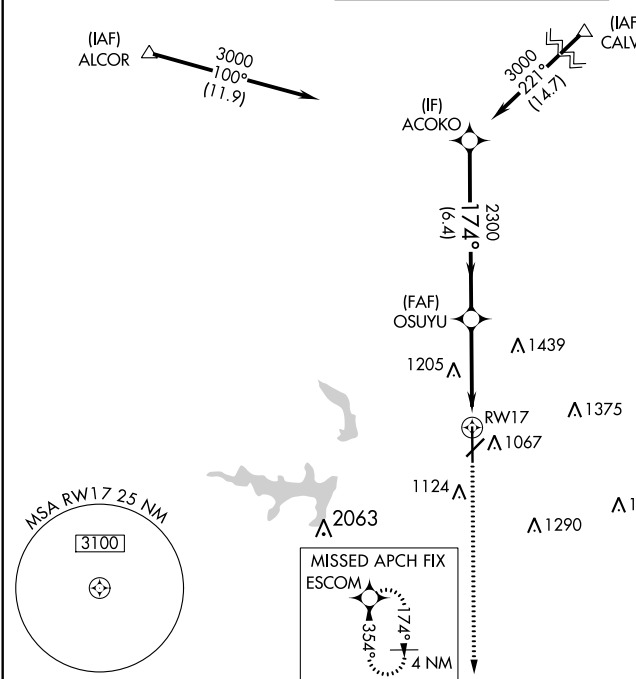 (IAF)
ALCOR
3000
100°
(11.9)
(IAF
3000
221°
(14.7)
(IF)
ACOKO
2300
174°
(6.4)
(FAF)
OSUYU
1439
1205
1375
RW17
1067
1124
1290
2063
MSA RW17 25 NM
3100
MISSED APCH FIX
ESCOM
174°
354°
4 NM